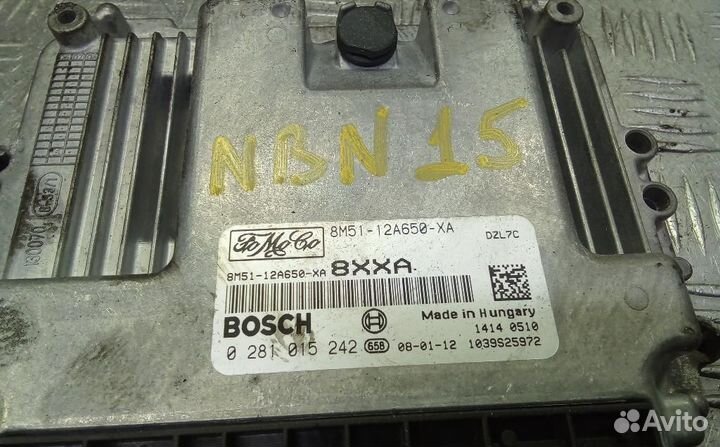 NBN 15
FoMoCo 8M51-12A650-XA DZL7C
8M51-12A650-XA 8XXA
BOSCH Made in Hungary
1414 0510
0 281 015 242 658 08-01-12 1039S25972
Avito